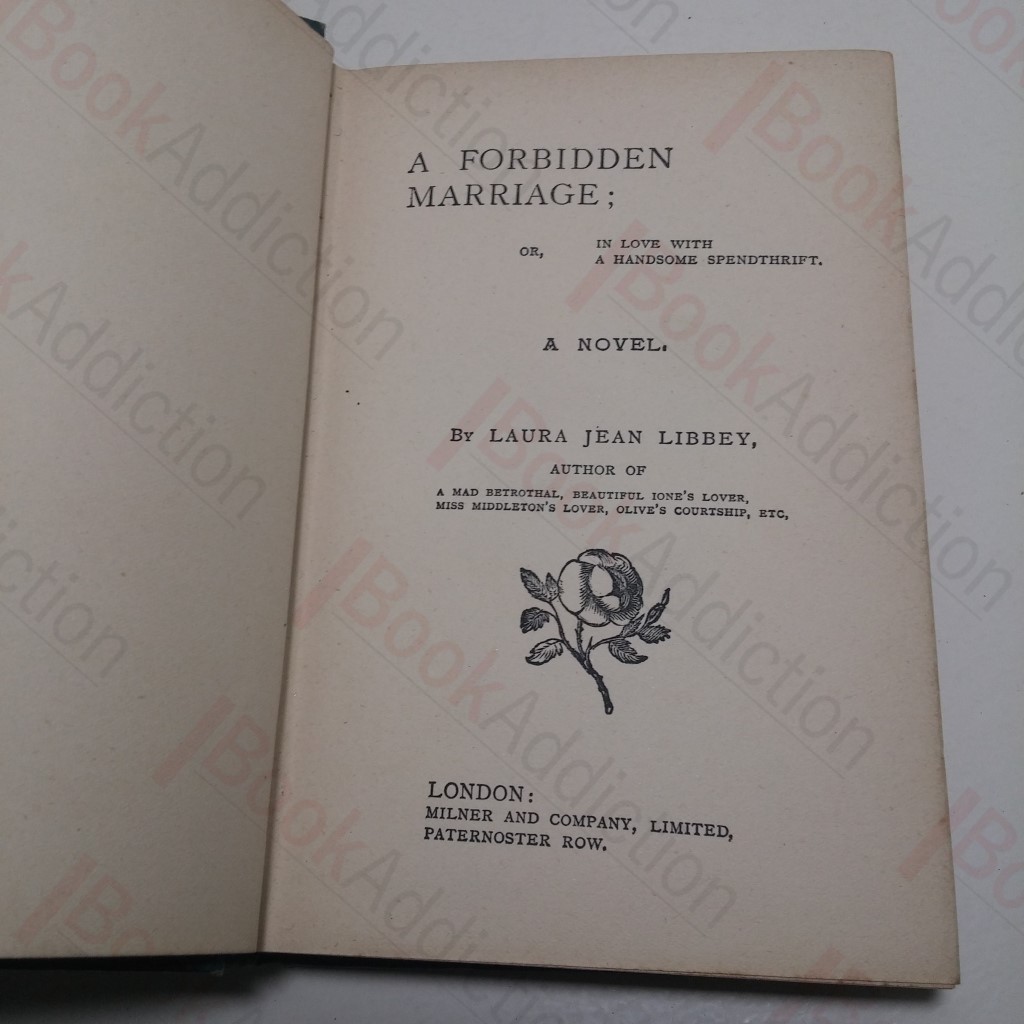 A FORBIDDEN
MARRIAGE;
OR,
IN LOVE WITH
A HANDSOME SPENDTHRIFT.
A NOVEL.
By LAURA JEAN LIBBEY,
AUTHOR OF
A MAD BETROTHAL, BEAUTIFUL IONE'S LOVER,
MISS MIDDLETON'S LOVER, OLIVE'S COURTSHIP, ETC,
LONDON:
MILNER AND COMPANY, LIMITED,
PATERNOSTER ROW.
BookAddiction